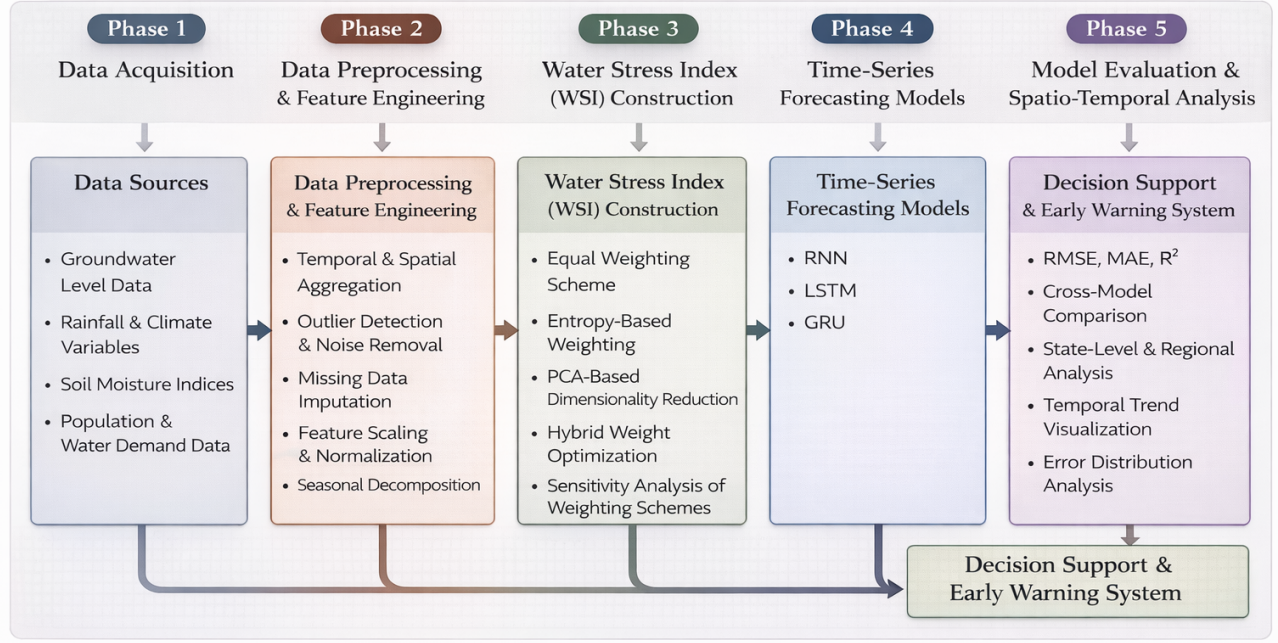 Phase 1
Data Acquisition
Phase 2
Data Preprocessing
& Feature Engineering
Phase 3
Water Stress Index
(WSI) Construction
Phase 4
Time-Series
Forecasting Models
Phase 5
Model Evaluation &
Spatio-Temporal Analysis
Data Sources
• Groundwater
Level Data
• Rainfall & Climate
Variables
• Soil Moisture Indices
• Population &
Water Demand Data
Data Preprocessing
& Feature Engineering
• Temporal & Spatial
Aggregation
• Outlier Detection
& Noise Removal
• Missing Data
Imputation
• Feature Scaling
& Normalization
• Seasonal Decomposition
Water Stress Index
(WSI) Construction
• Equal Weighting
Scheme
• Entropy-Based
Weighting
• PCA-Based
Dimensionality Reduction
• Hybrid Weight
Optimization
• Sensitivity Analysis of
Weighting Schemes
Time-Series
Forecasting Models
• RNN
• LSTM
• GRU
Decision Support
& Early Warning System
• RMSE, MAE, R²
• Cross-Model
Comparison
• State-Level & Regional
Analysis
• Temporal Trend
Visualization
• Error Distribution
Analysis
Decision Support &
Early Warning System